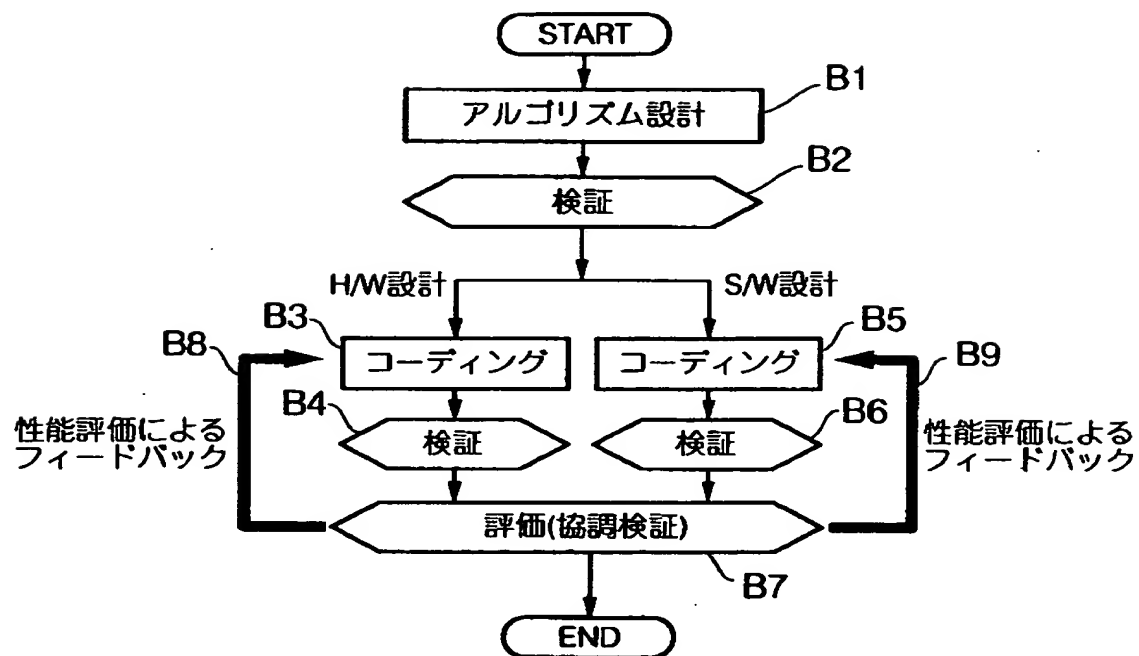 START
B1
アルゴリズム設計
B2
検証
H/W設計
S/W設計
B3
B5
B8
コーディング
コーディング
B9
B4
B6
性能評価による
フィードバック
検証
検証
性能評価による
フィードバック
評価(協調検証)
B7
END